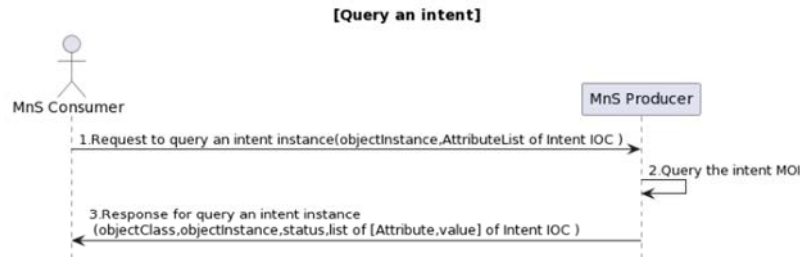 [Query an intent]
MnS Consumer
MnS Producer
1.Request to query an intent instance(objectInstance,AttributeList of Intent IOC )
2.Query the intent MOI
3.Response for query an intent instance
(objectClass,objectInstance,status,list of [Attribute,value] of Intent IOC )